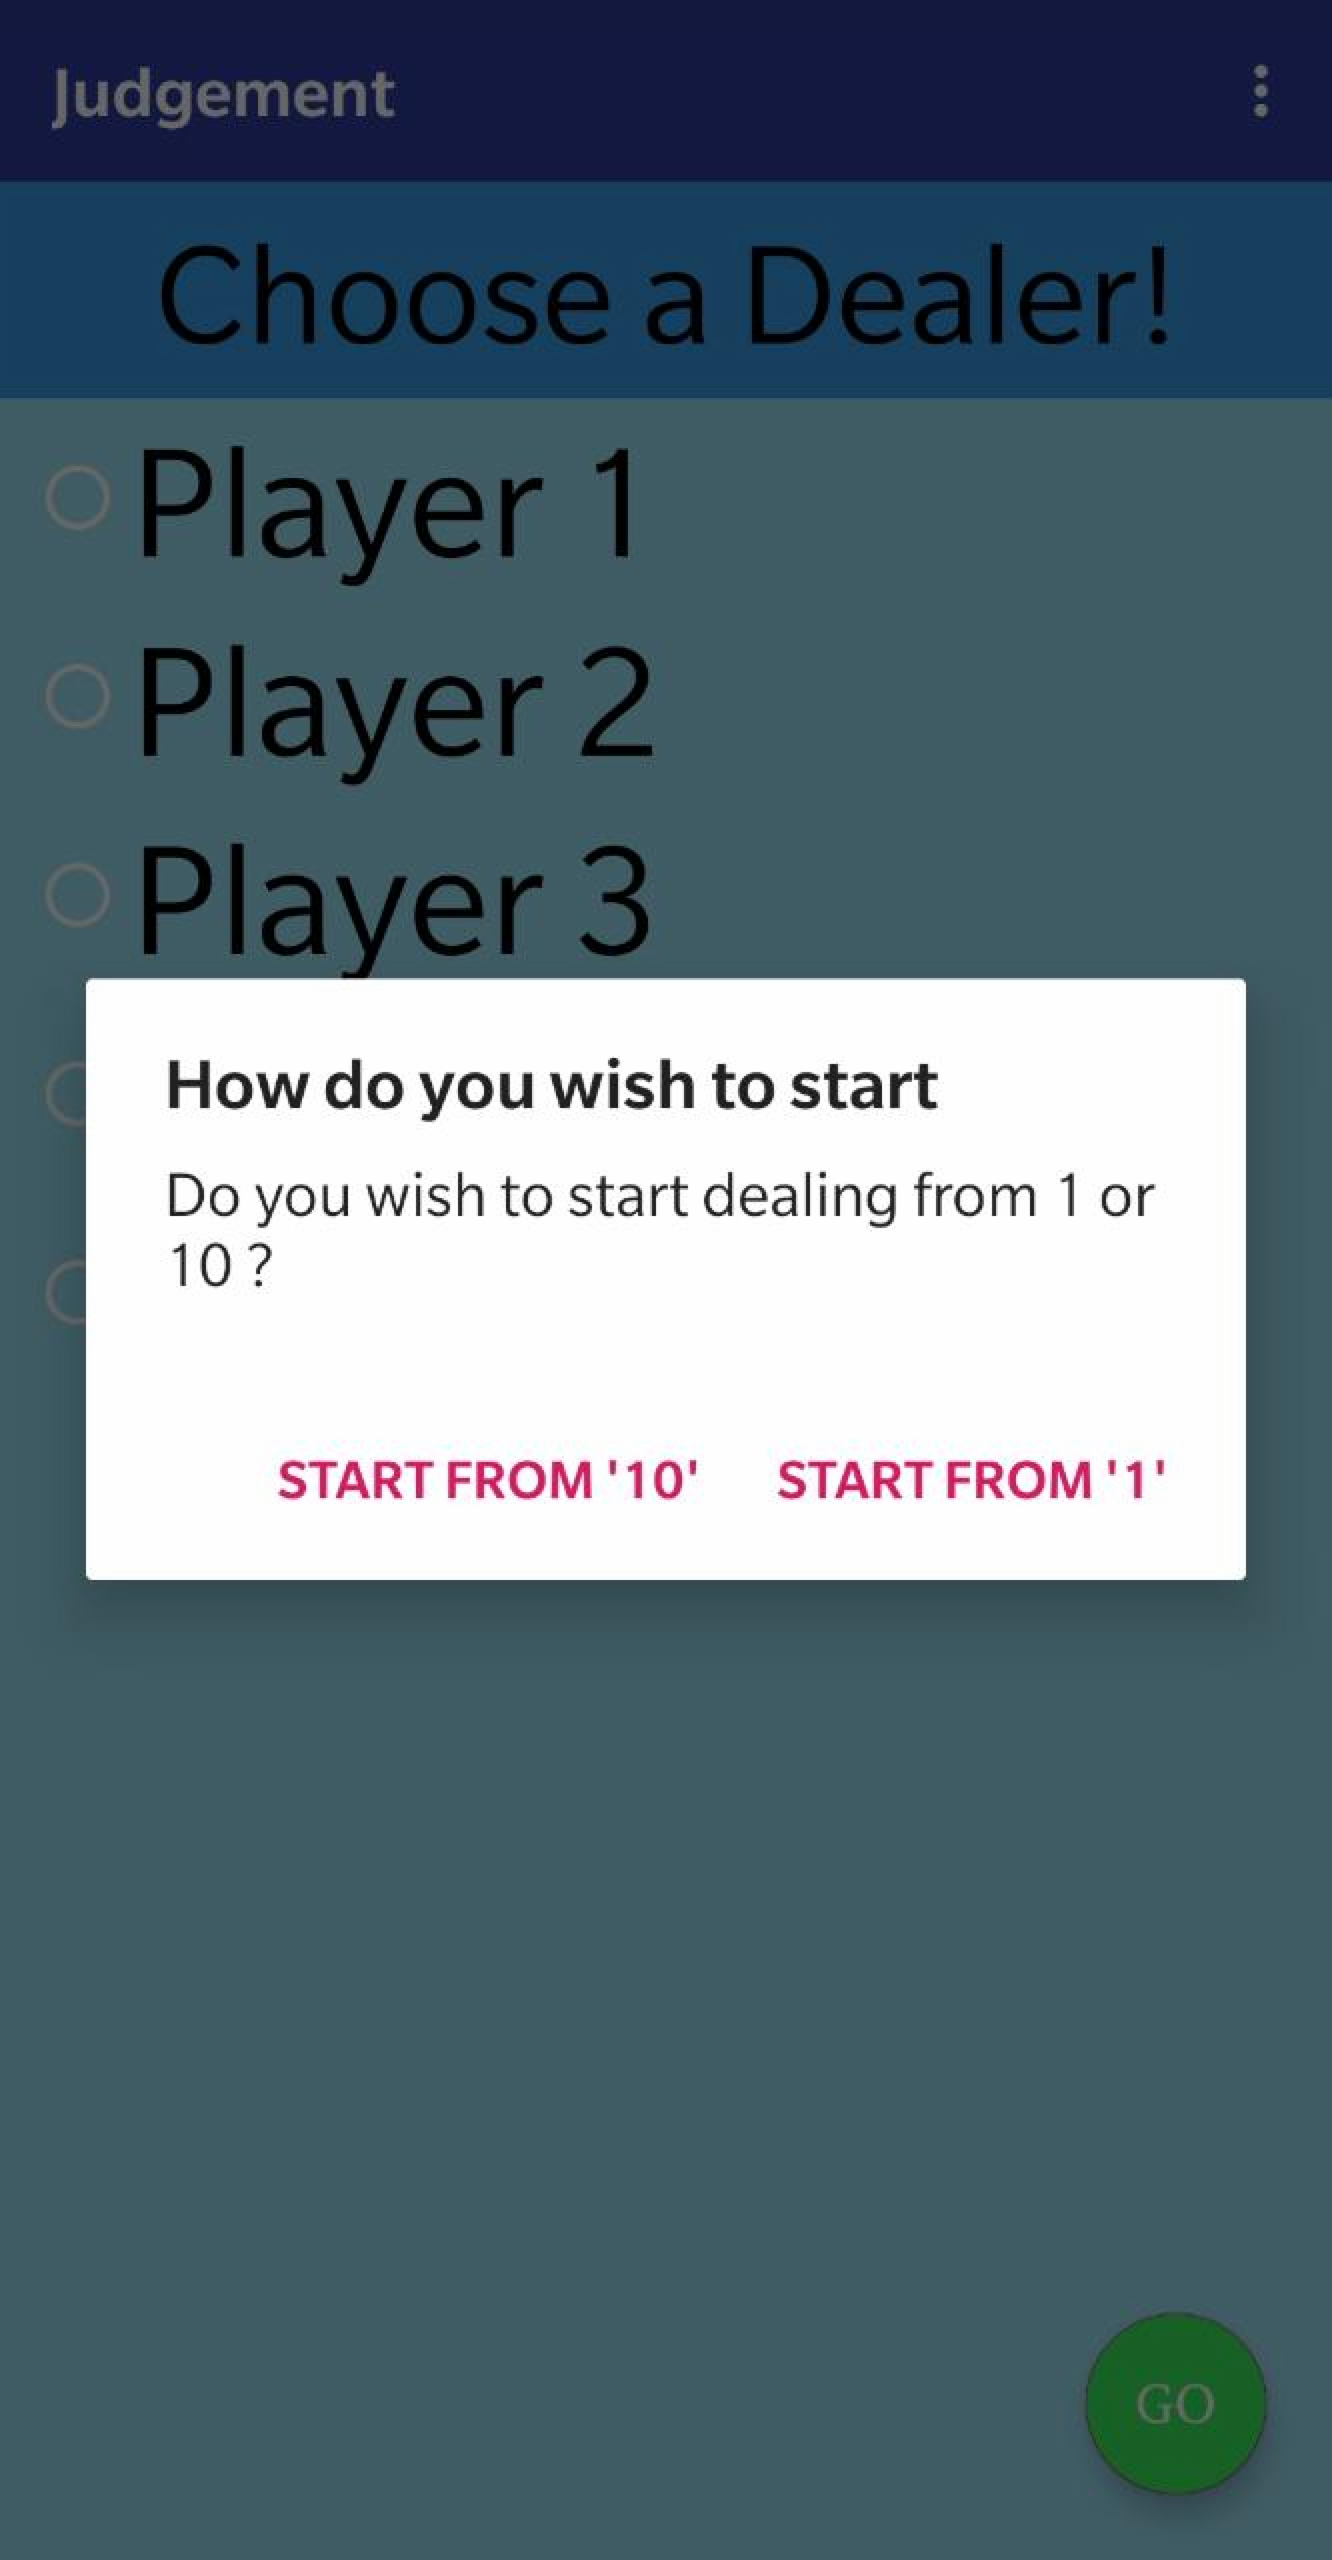 Judgement
Choose a Dealer!
Player 1
Player 2
Player 3
How do you wish to start
Do you wish to start dealing from 1 or
10 ?
START FROM '10' START FROM '1'
GO